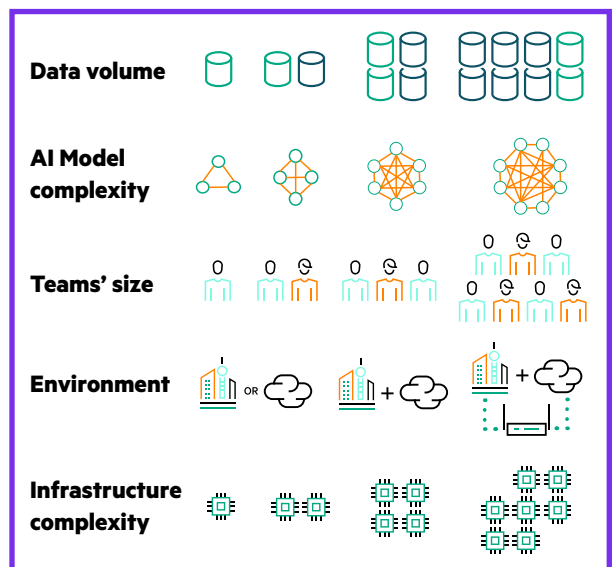 Data volume
AI Model
complexity
Teams’ size
Environment
OR
+
+
Infrastructure
complexity